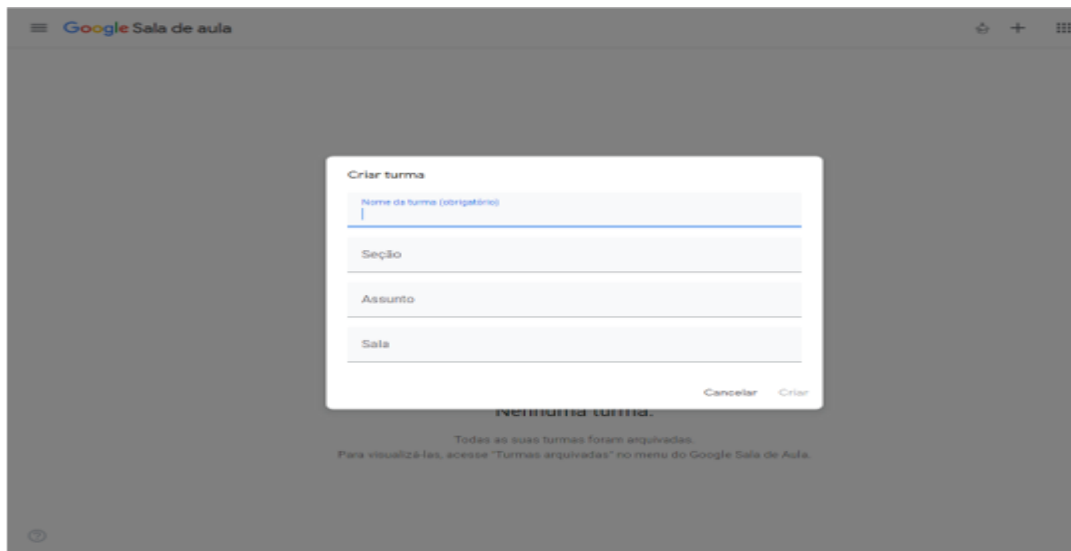 Google Sala de aula
Criar turma
Nome da turma (obrigatório)
Seção
Assunto
Sala
Cancelar Criar
Nenhuma turma.
Todas as suas turmas foram arquivadas.
Para visualizá-las, acesse "Turmas arquivadas" no menu do Google Sala de Aula.